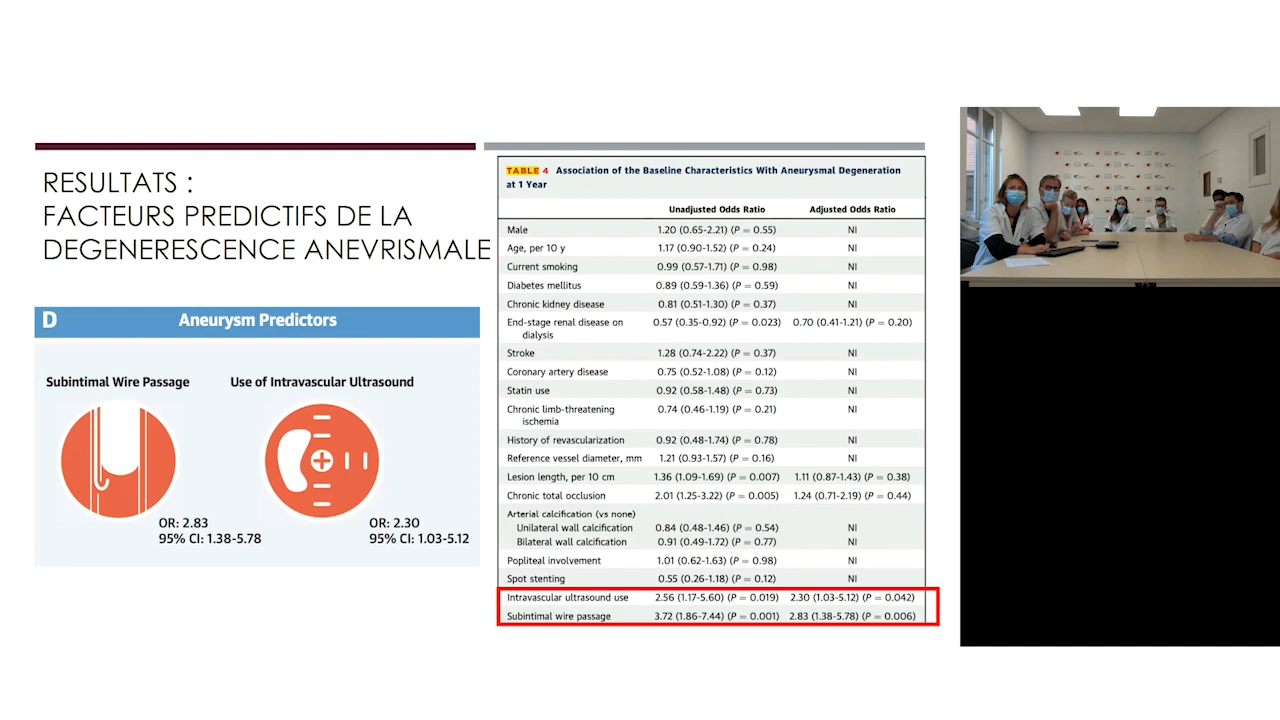 RESULTATS :
FACTEURS PREDICTIFS DE LA
DEGENERESCENCE ANEVRISMALE
D Aneurysm Predictors
Subintimal Wire Passage Use of Intravascular Ultrasound
OR: 2.83 OR: 2.30
95% CI: 1.38-5.78 95% CI: 1.03-5.12
TABLE 4 Association of the Baseline Characteristics With Aneurysmal Degeneration
at 1 Year
Unadjusted Odds Ratio Adjusted Odds Ratio
Male 1.20 (0.65-2.21) (P = 0.55) NI
Age, per 10 y 1.17 (0.90-1.52) (P = 0.24) NI
Current smoking 0.99 (0.57-1.71) (P = 0.98) NI
Diabetes mellitus 0.89 (0.59-1.36) (P = 0.59) NI
Chronic kidney disease 0.81 (0.51-1.30) (P = 0.37) NI
End-stage renal disease on 0.57 (0.35-0.92) (P = 0.023) 0.70 (0.41-1.21) (P = 0.20)
dialysis
Stroke 1.28 (0.74-2.22) (P = 0.37) NI
Coronary artery disease 0.75 (0.52-1.08) (P = 0.12) NI
Statin use 0.92 (0.58-1.48) (P = 0.73) NI
Chronic limb-threatening 0.74 (0.46-1.19) (P = 0.21) NI
ischemia
History of revascularization 0.92 (0.48-1.74) (P = 0.78) NI
Reference vessel diameter, mm 1.21 (0.93-1.57) (P = 0.16) NI
Lesion length, per 10 cm 1.36 (1.09-1.69) (P = 0.007) 1.11 (0.87-1.43) (P = 0.38)
Chronic total occlusion 2.01 (1.25-3.22) (P = 0.005) 1.24 (0.71-2.19) (P = 0.44)
Arterial calcification (vs none)
Unilateral wall calcification 0.84 (0.48-1.46) (P = 0.54) NI
Bilateral wall calcification 0.91 (0.49-1.72) (P = 0.77) NI
Popliteal involvement 1.01 (0.62-1.63) (P = 0.98) NI
Spot stenting 0.55 (0.26-1.18) (P = 0.12) NI
Intravascular ultrasound use 2.56 (1.17-5.60) (P = 0.019) 2.30 (1.03-5.12) (P = 0.042)
Subintimal wire passage 3.72 (1.86-7.44) (P = 0.001) 2.83 (1.38-5.78) (P = 0.006)